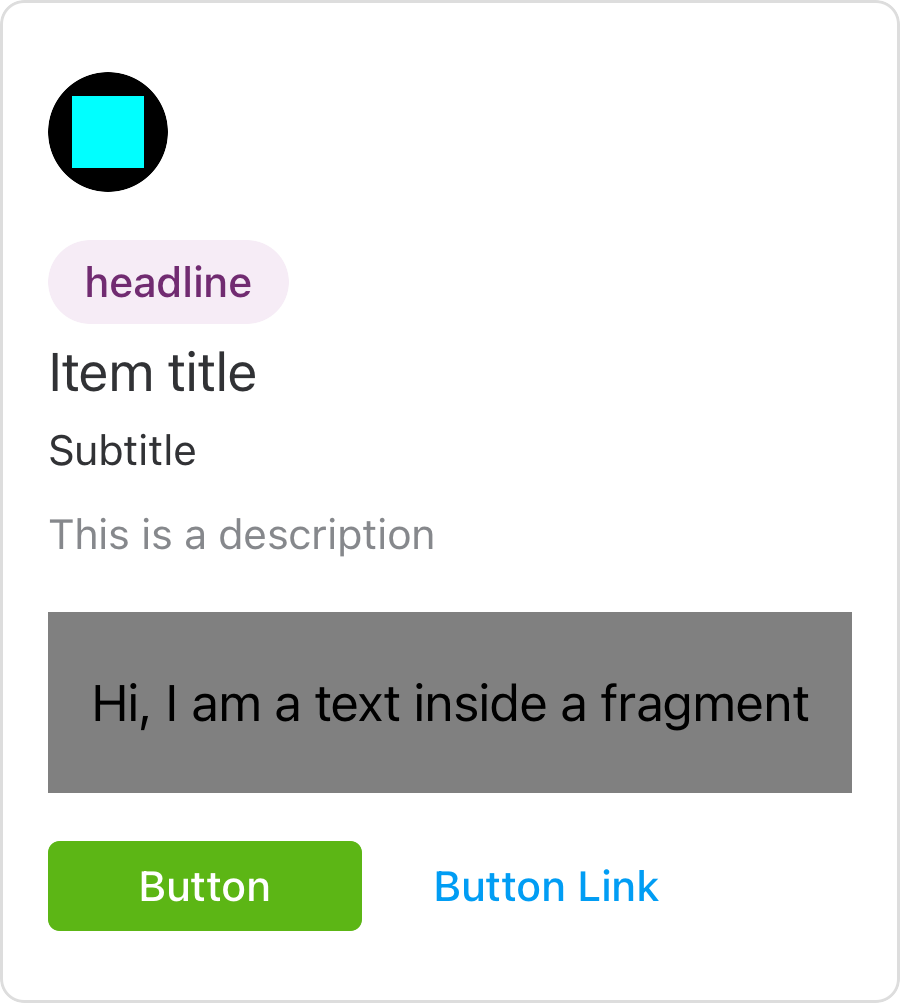 headline
Item title
Subtitle
This is a description
Hi, I am a text inside a fragment
Button
Button Link